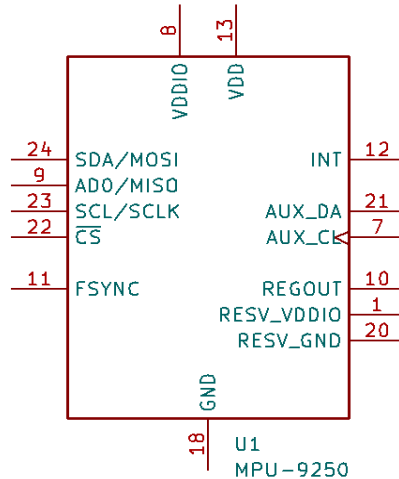 8 13
VDDIO VDD
24 SDA/MOSI INT 12
9 AD0/MISO
23 SCL/SCLK AUX_DA 21
22 CS AUX_CL 7
11 FSYNC REGOUT 10
RESV_VDDIO 1
RESV_GND 20
GND
18
U1
MPU-9250